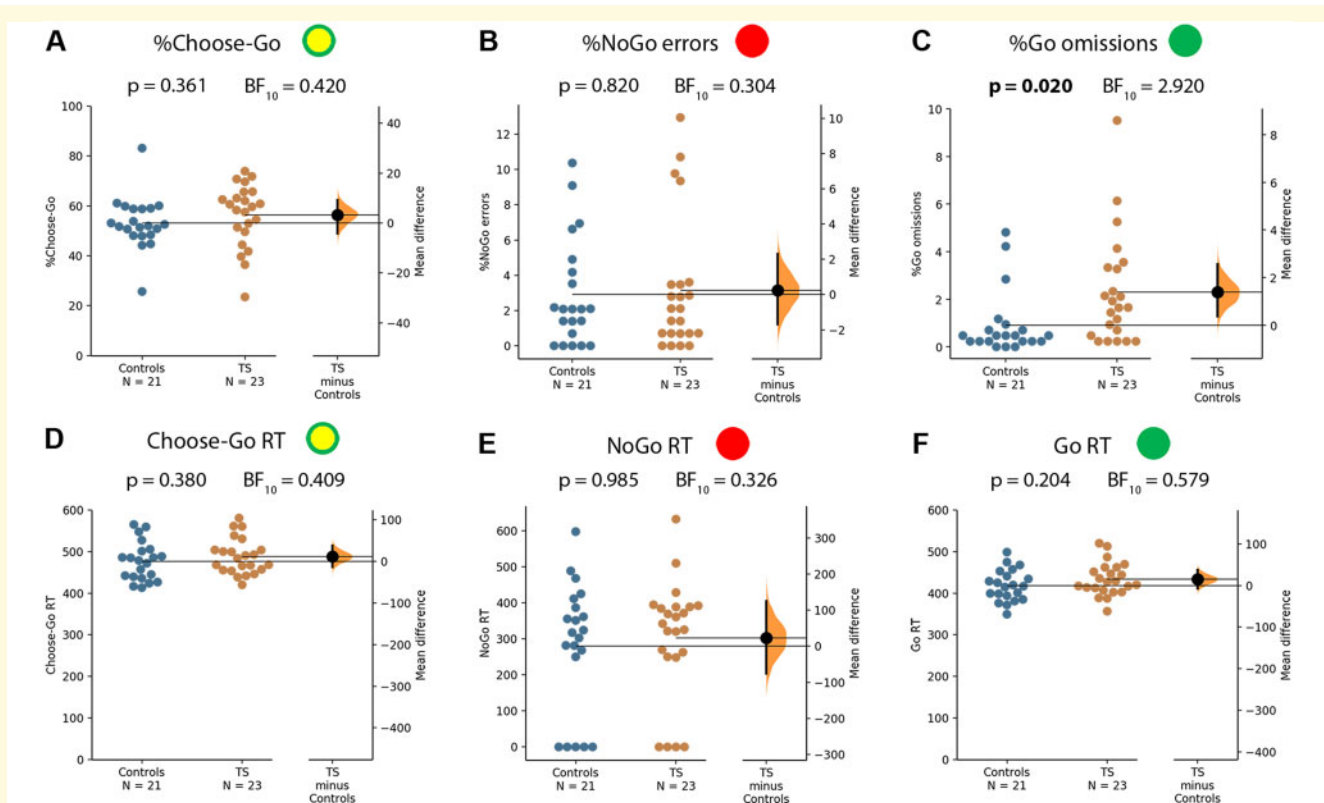 A %Choose-Go
p = 0.361 BF10 = 0.420
100
80
60
40
20
0
%Choose-Go
40
20
0
−20
−40
Mean difference
Controls
N = 21
TS
N = 23
TS
minus
Controls
B %NoGo errors
p = 0.820 BF10 = 0.304
12
10
8
6
4
2
0
%NoGo errors
10
8
6
4
2
0
−2
Mean difference
Controls
N = 21
TS
N = 23
TS
minus
Controls
C %Go omissions
p = 0.020 BF10 = 2.920
10
8
6
4
2
0
%Go omissions
8
6
4
2
0
Mean difference
Controls
N = 21
TS
N = 23
TS
minus
Controls
D Choose-Go RT
p = 0.380 BF10 = 0.409
600
500
400
300
200
100
0
Choose-Go RT
100
0
−100
−200
−300
−400
Mean difference
Controls
N = 21
TS
N = 23
TS
minus
Controls
E NoGo RT
p = 0.985 BF10 = 0.326
600
500
400
300
200
100
0
NoGo RT
300
200
100
0
−100
−200
−300
Mean difference
Controls
N = 21
TS
N = 23
TS
minus
Controls
F Go RT
p = 0.204 BF10 = 0.579
600
500
400
300
200
100
0
Go RT
100
0
−100
−200
−300
−400
Mean difference
Controls
N = 21
TS
N = 23
TS
minus
Controls